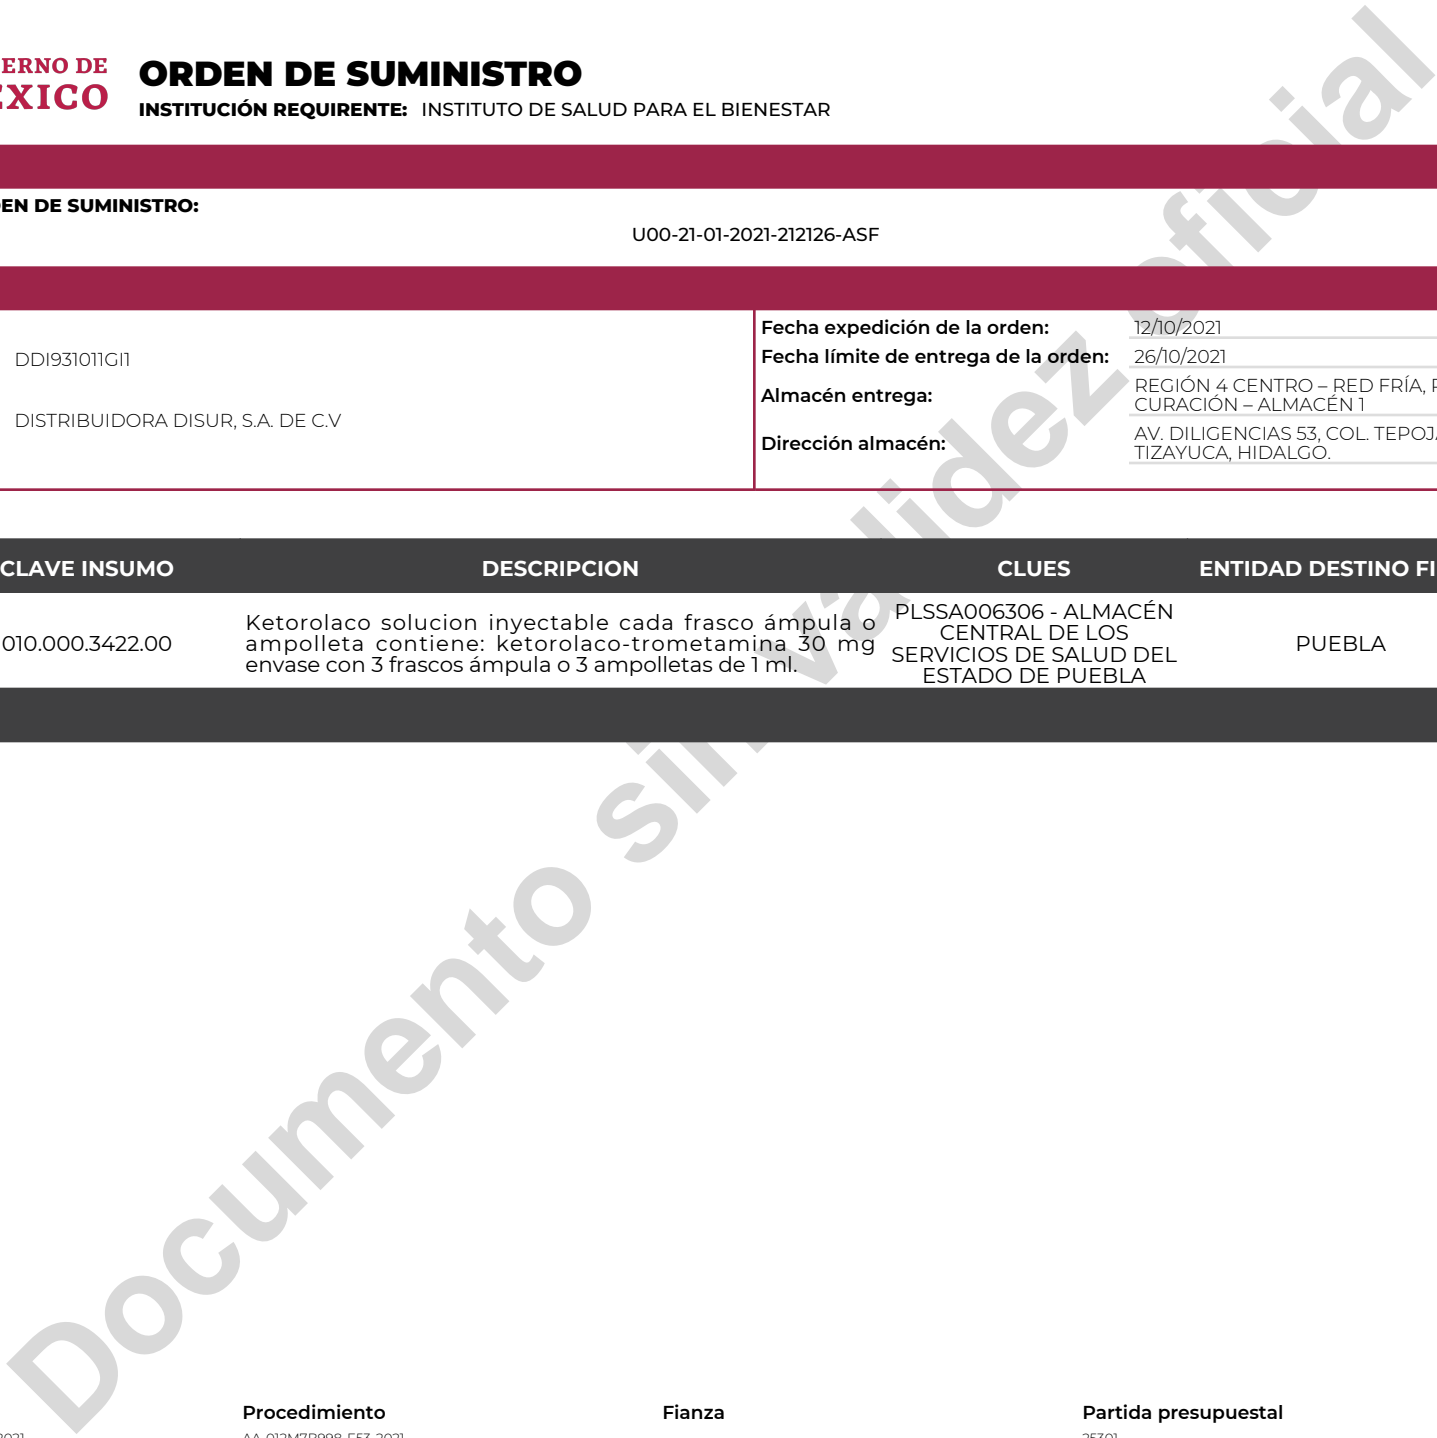 ERNO DE
EXICO
ORDEN DE SUMINISTRO
INSTITUCIÓN REQUIRENTE: INSTITUTO DE SALUD PARA EL BIENESTAR
EN DE SUMINISTRO:
U00-21-01-2021-212126-ASF
DDI931011GI1
DISTRIBUIDORA DISUR, S.A. DE C.V
Fecha expedición de la orden: 12/10/2021
Fecha límite de entrega de la orden: 26/10/2021
Almacén entrega: REGIÓN 4 CENTRO – RED FRÍA,
CURACIÓN – ALMACÉN 1
Dirección almacén: AV. DILIGENCIAS 53, COL. TEPOJA
TIZAYUCA, HIDALGO.
CLAVE INSUMO DESCRIPCION CLUES ENTIDAD DESTINO FI
010.000.3422.00
Ketorolaco solucion inyectable cada frasco ámpula o
ampolleta contiene: ketorolaco-trometamina 30 mg
envase con 3 frascos ámpula o 3 ampolletas de 1 ml.
PLSSA006306 - ALMACÉN
CENTRAL DE LOS
SERVICIOS DE SALUD DEL
ESTADO DE PUEBLA
PUEBLA
Documento sin validez oficial
Procedimiento Fianza Partida presupuestal